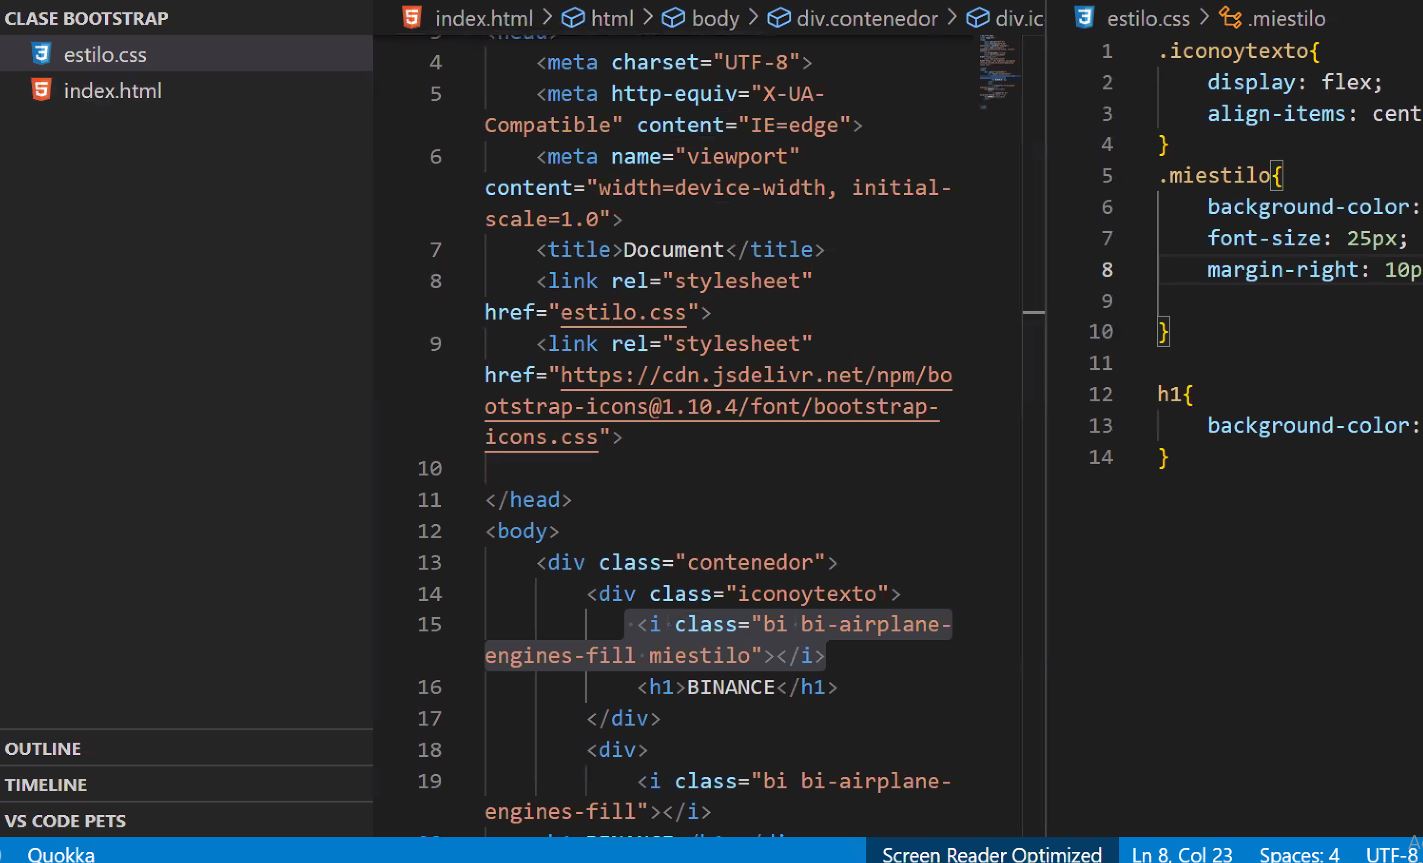 CLASE BOOTSTRAP
estilo.css
index.html
OUTLINE
TIMELINE
VS CODE PETS
index.html > html > body > div.contenedor > div.ic
<head>
4 <meta charset="UTF-8">
5 <meta http-equiv="X-UA-
Compatible" content="IE=edge">
6 <meta name="viewport"
content="width=device-width, initial-
scale=1.0">
7 <title>Document</title>
8 <link rel="stylesheet"
href="estilo.css">
9 <link rel="stylesheet"
href="https://cdn.jsdelivr.net/npm/bo
otstrap-icons@1.10.4/font/bootstrap-
icons.css">
10
11 </head>
12 <body>
13 <div class="contenedor">
14 <div class="iconoytexto">
15 <i class="bi bi-airplane-
engines-fill miestilo"></i>
16 <h1>BINANCE</h1>
17 </div>
18 <div>
19 <i class="bi bi-airplane-
engines-fill"></i>
estilo.css > .miestilo
1 .iconoytexto{
2 display: flex;
3 align-items: cent
4 }
5 .miestilo{
6 background-color:
7 font-size: 25px;
8 margin-right: 10p
9
10 }
11
12 h1{
13 background-color:
14 }
Quokka
Screen Reader Optimized Ln 8, Col 23 Spaces: 4 UTF-8